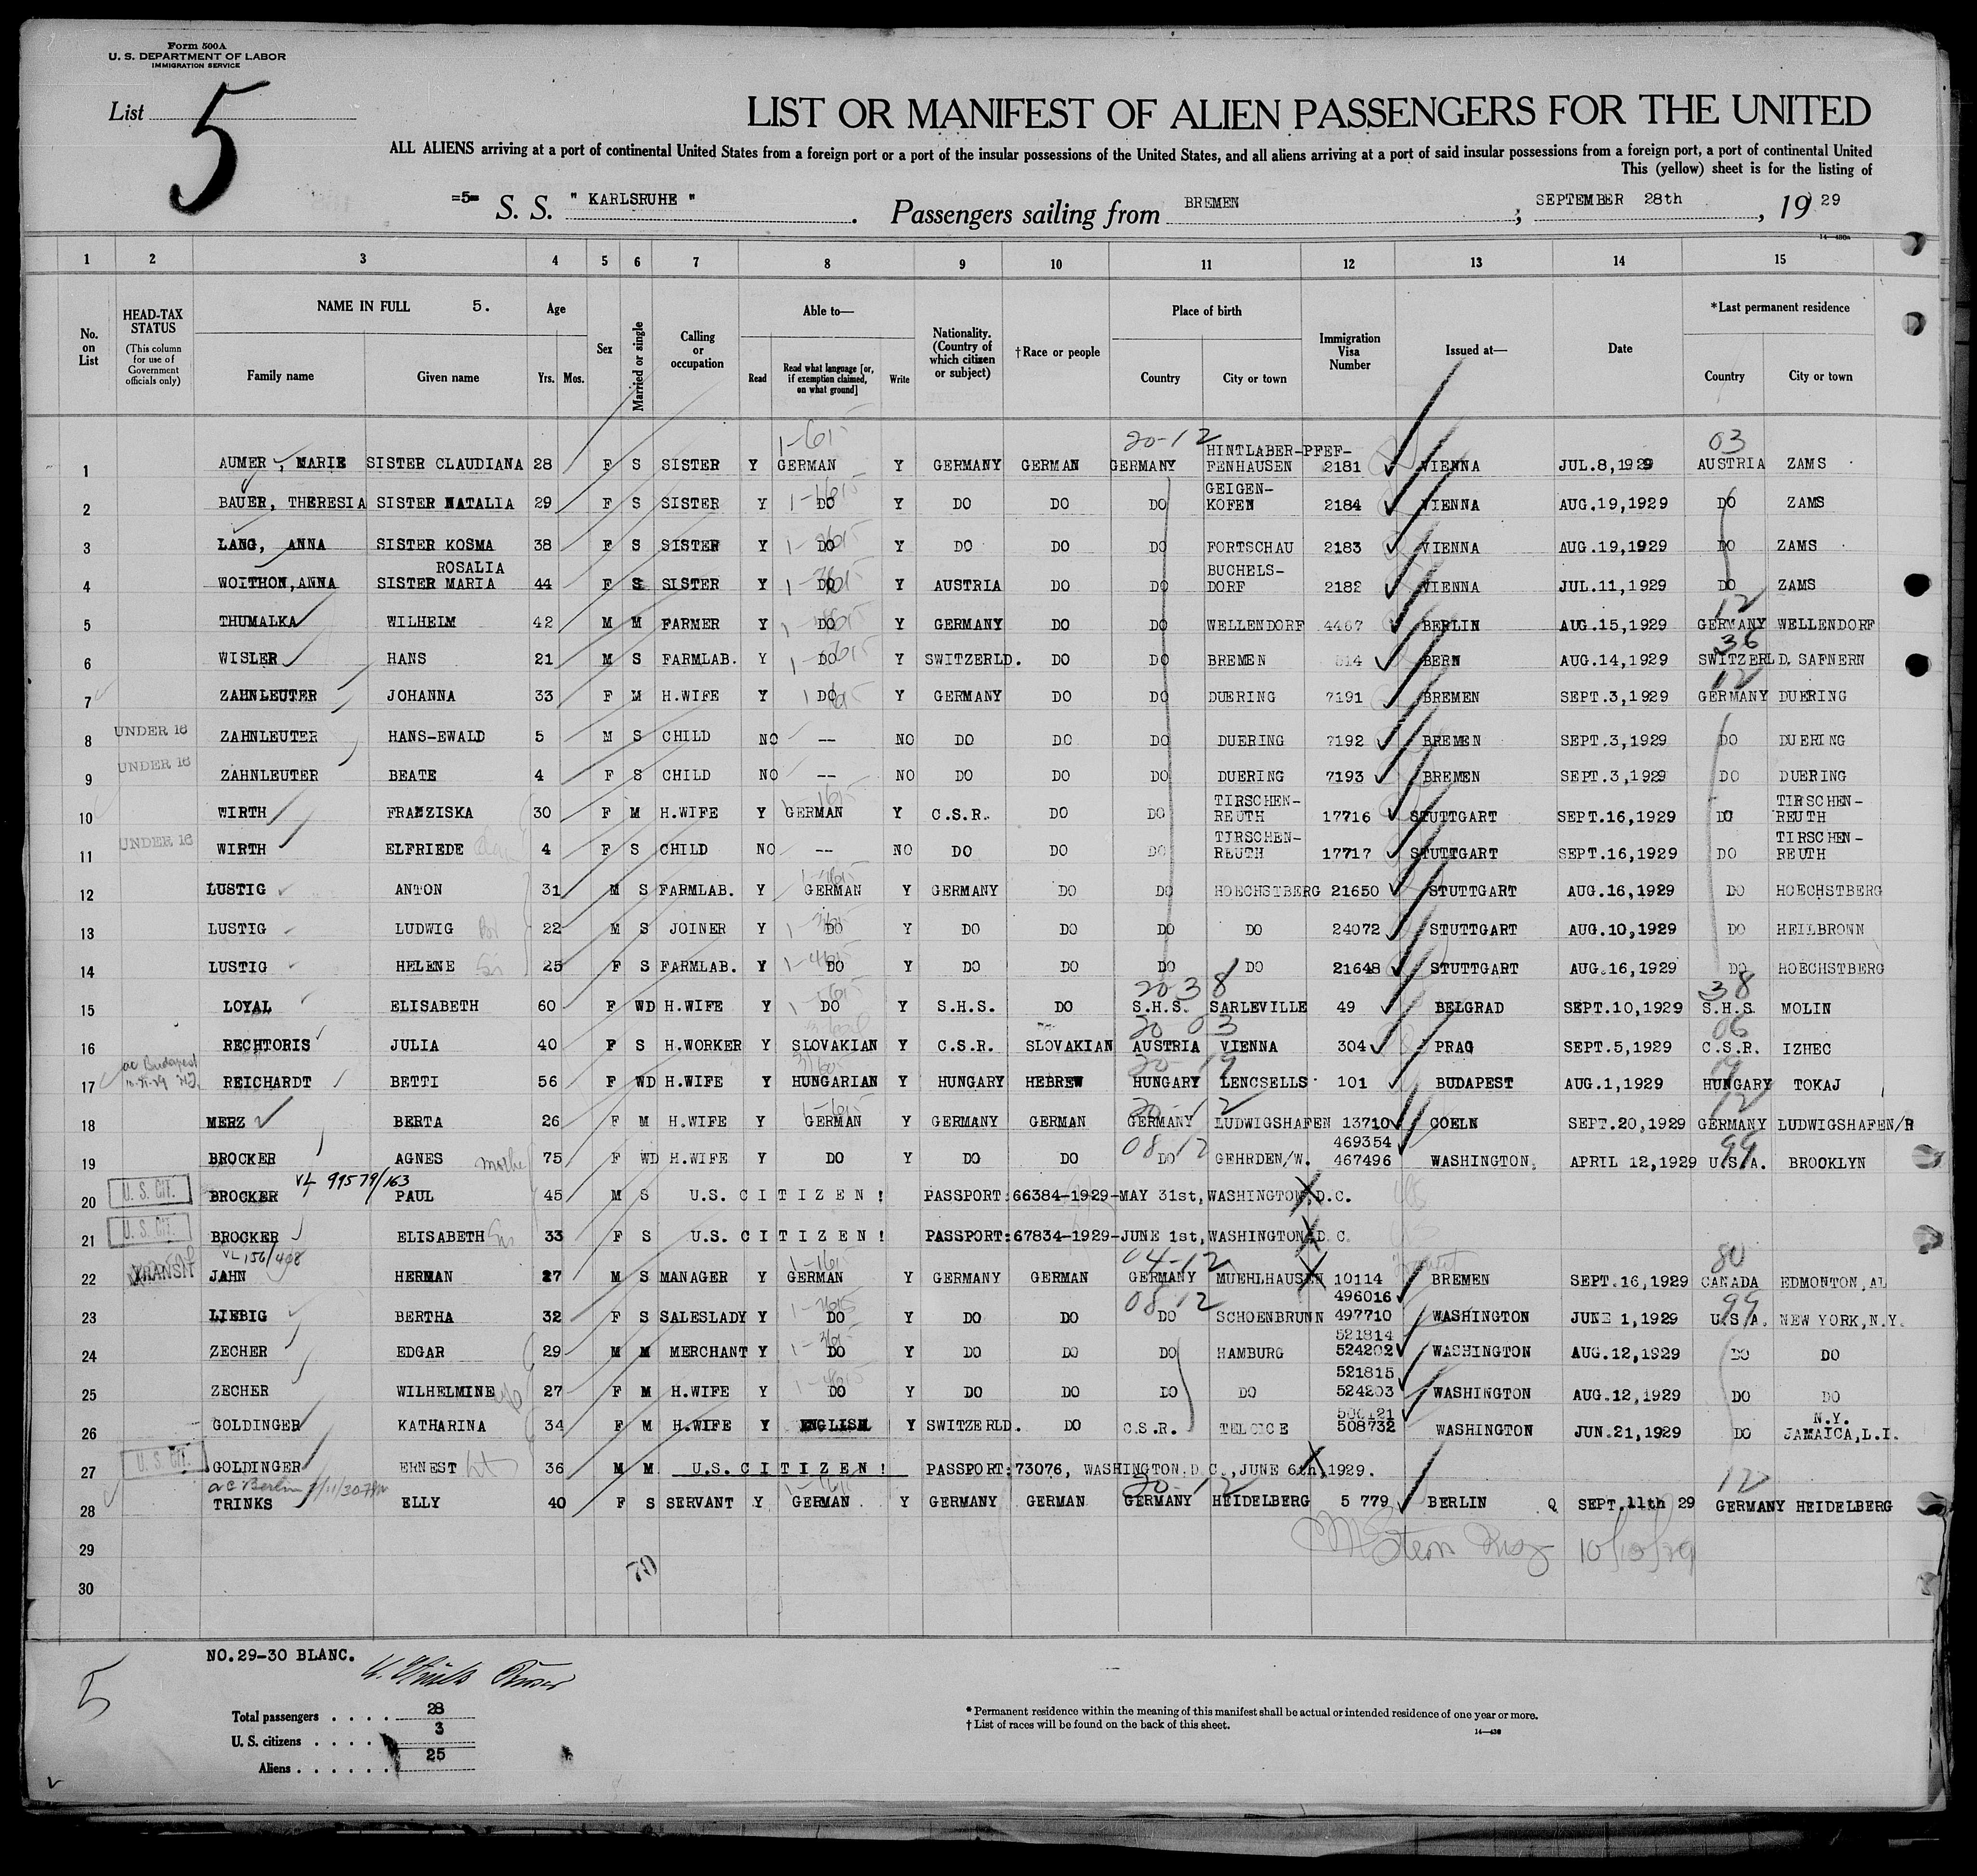 Form 500A
U. S. DEPARTMENT OF LABOR
IMMIGRATION SERVICE
List 5
LIST OR MANIFEST OF ALIEN PASSENGERS FOR THE UNITED
ALL ALIENS arriving at a port of continental United States from a foreign port or a port of the insular possessions of the United States, and all aliens arriving at a port of said insular possessions from a foreign port, a port of continental United
This (yellow) sheet is for the listing of
=5= S. S. " KARLSRUHE " . Passengers sailing from BREMEN ; SEPTEMBER 28th , 19 29
1 2 3 4 5 6 7 8 9 10 11 12 13 14 15
No. on List
HEAD-TAX STATUS (This column for use of Government officials only)
NAME IN FULL 5.
Family name Given name
Age Yrs. Mos.
Sex
Married or single
Calling or occupation
Able to—
Read Read what language [or, if exemption claimed, on what ground] Write
Nationality. (Country of which citizen or subject)
†Race or people
Place of birth
Country City or town
Immigration Visa Number
Issued at—
Date
*Last permanent residence
Country City or town
1-615 20-12 03
1 AUMER, MARIE SISTER CLAUDIANA 28 F S SISTER Y GERMAN Y GERMANY GERMAN GERMANY HINTLABER-PFEF-FENHAUSEN 2181 VIENNA JUL.8,1929 AUSTRIA ZAMS
2 BAUER, THERESIA SISTER NATALIA 29 F S SISTER Y DO Y DO DO DO GEIGEN-KOFEN 2184 VIENNA AUG.19,1929 DO ZAMS
3 LANG, ANNA SISTER KOSMA 38 F S SISTER Y DO Y DO DO DO FORTSCHAU 2183 VIENNA AUG.19,1929 DO ZAMS
4 WOITHON,ANNA SISTER MARIA ROSALIA 44 F S SISTER Y DO Y AUSTRIA DO DO BUCHELS-DORF 2182 VIENNA JUL.11,1929 DO ZAMS
5 THUMALKA WILHELM 42 M M FARMER Y DO Y GERMANY DO DO WELLENDORF 4467 BERLIN AUG.15,1929 GERMANY WELLENDORF
6 WISLER HANS 21 M S FARMLAB. Y DO Y SWITZERLD. DO DO BREMEN 514 BERN AUG.14,1929 SWITZERLD. SAFNERN
7 ZAHNLEUTER JOHANNA 33 F M H.WIFE Y DO Y GERMANY DO DO DUERING 7191 BREMEN SEPT.3,1929 GERMANY DUERING
8 UNDER 16 ZAHNLEUTER HANS-EWALD 5 M S CHILD NO -- NO DO DO DO DUERING 7192 BREMEN SEPT.3,1929 DO DUERING
9 UNDER 16 ZAHNLEUTER BEATE 4 F S CHILD NO -- NO DO DO DO DUERING 7193 BREMEN SEPT.3,1929 DO DUERING
10 WIRTH FRANZISKA 30 F M H.WIFE Y GERMAN Y C.S.R. DO DO TIRSCHEN-REUTH 17716 STUTTGART SEPT.16,1929 DO TIRSCHEN-REUTH
11 UNDER 16 WIRTH ELFRIEDE 4 F S CHILD NO -- NO DO DO DO TIRSCHEN-REUTH 17717 STUTTGART SEPT.16,1929 DO TIRSCHEN-REUTH
12 LUSTIG ANTON 31 M S FARMLAB. Y GERMAN Y GERMANY DO DO HOECHSTBERG 21650 STUTTGART AUG.16,1929 DO HOECHSTBERG
13 LUSTIG LUDWIG 22 M S JOINER Y DO Y DO DO DO DO 24072 STUTTGART AUG.10,1929 DO HEILBRONN
14 LUSTIG HELENE 25 F S FARMLAB. Y DO Y DO DO DO DO 21648 STUTTGART AUG.16,1929 DO HOECHSTBERG
15 LOYAL ELISABETH 60 F WD H.WIFE Y DO Y S.H.S. DO S.H.S. SARLEVILLE 49 BELGRAD SEPT.10,1929 S.H.S. MOLIN
16 RECHTORIS JULIA 40 F S H.WORKER Y SLOVAKIAN Y C.S.R. SLOVAKIAN AUSTRIA VIENNA 304 PRAG SEPT.5,1929 C.S.R. IZHEC
17 REICHARDT BETTI 56 F WD H.WIFE Y HUNGARIAN Y HUNGARY HEBREW HUNGARY LENCSELLS 101 BUDAPEST AUG.1,1929 HUNGARY TOKAJ
18 MERZ BERTA 26 F M H.WIFE Y GERMAN Y GERMANY GERMAN GERMANY LUDWIGSHAFEN 13710 COELN SEPT.20,1929 GERMANY LUDWIGSHAFEN/R
19 BROCKER AGNES 75 F WD H.WIFE Y DO Y DO DO DO GEHRDEN/W. 469354 467496 WASHINGTON. APRIL 12,1929 U.S.A. BROOKLYN
VL 99579/163
20 U. S. CIT. BROCKER PAUL 45 M S U.S. CITIZEN! PASSPORT:66384-1929-MAY 31st,WASHINGTON,D.C.
21 U. S. CIT. BROCKER ELISABETH 33 F S U.S. CITIZEN! PASSPORT:67834-1929-JUNE 1st,WASHINGTON,D.C.
VL 156/408
22 TRANSIT JAHN HERMAN 27 M S MANAGER Y GERMAN Y GERMANY GERMAN GERMANY MUEHLHAUSEN 10114 BREMEN SEPT.16,1929 CANADA EDMONTON,AL
23 LIEBIG BERTHA 32 F S SALESLADY Y DO Y DO DO DO SCHOENBRUNN 496016 497710 WASHINGTON JUNE 1,1929 U.S.A. NEW YORK,N.Y.
24 ZECHER EDGAR 29 M M MERCHANT Y DO Y DO DO DO HAMBURG 521814 524202 WASHINGTON AUG.12,1929 DO DO
25 ZECHER WILHELMINE 27 F M H.WIFE Y DO Y DO DO DO DO 521815 524203 WASHINGTON AUG.12,1929 DO DO
26 GOLDINGER KATHARINA 34 F M H.WIFE Y ENGLISH Y SWITZERLD. DO C.S.R. 508732 WASHINGTON JUN.21,1929 DO N.Y. JAMAICA,L.I.
27 U. S. CIT. GOLDINGER ERNEST 36 M M U.S. CITIZEN! PASSPORT:73076, WASHINGTON.D.C.,JUNE 6th,1929.
28 TRINKS ELLY 40 F S SERVANT Y GERMAN Y GERMANY GERMAN GERMANY HEIDELBERG 5 779 BERLIN Q SEPT.11th 29 GERMANY HEIDELBERG
29
30
70
NO.29-30 BLANC.
5
Total passengers . . . . 28
U. S. citizens . . . . 3
Aliens . . . . . . 25
* Permanent residence within the meaning of this manifest shall be actual or intended residence of one year or more.
† List of races will be found on the back of this sheet.
14—436